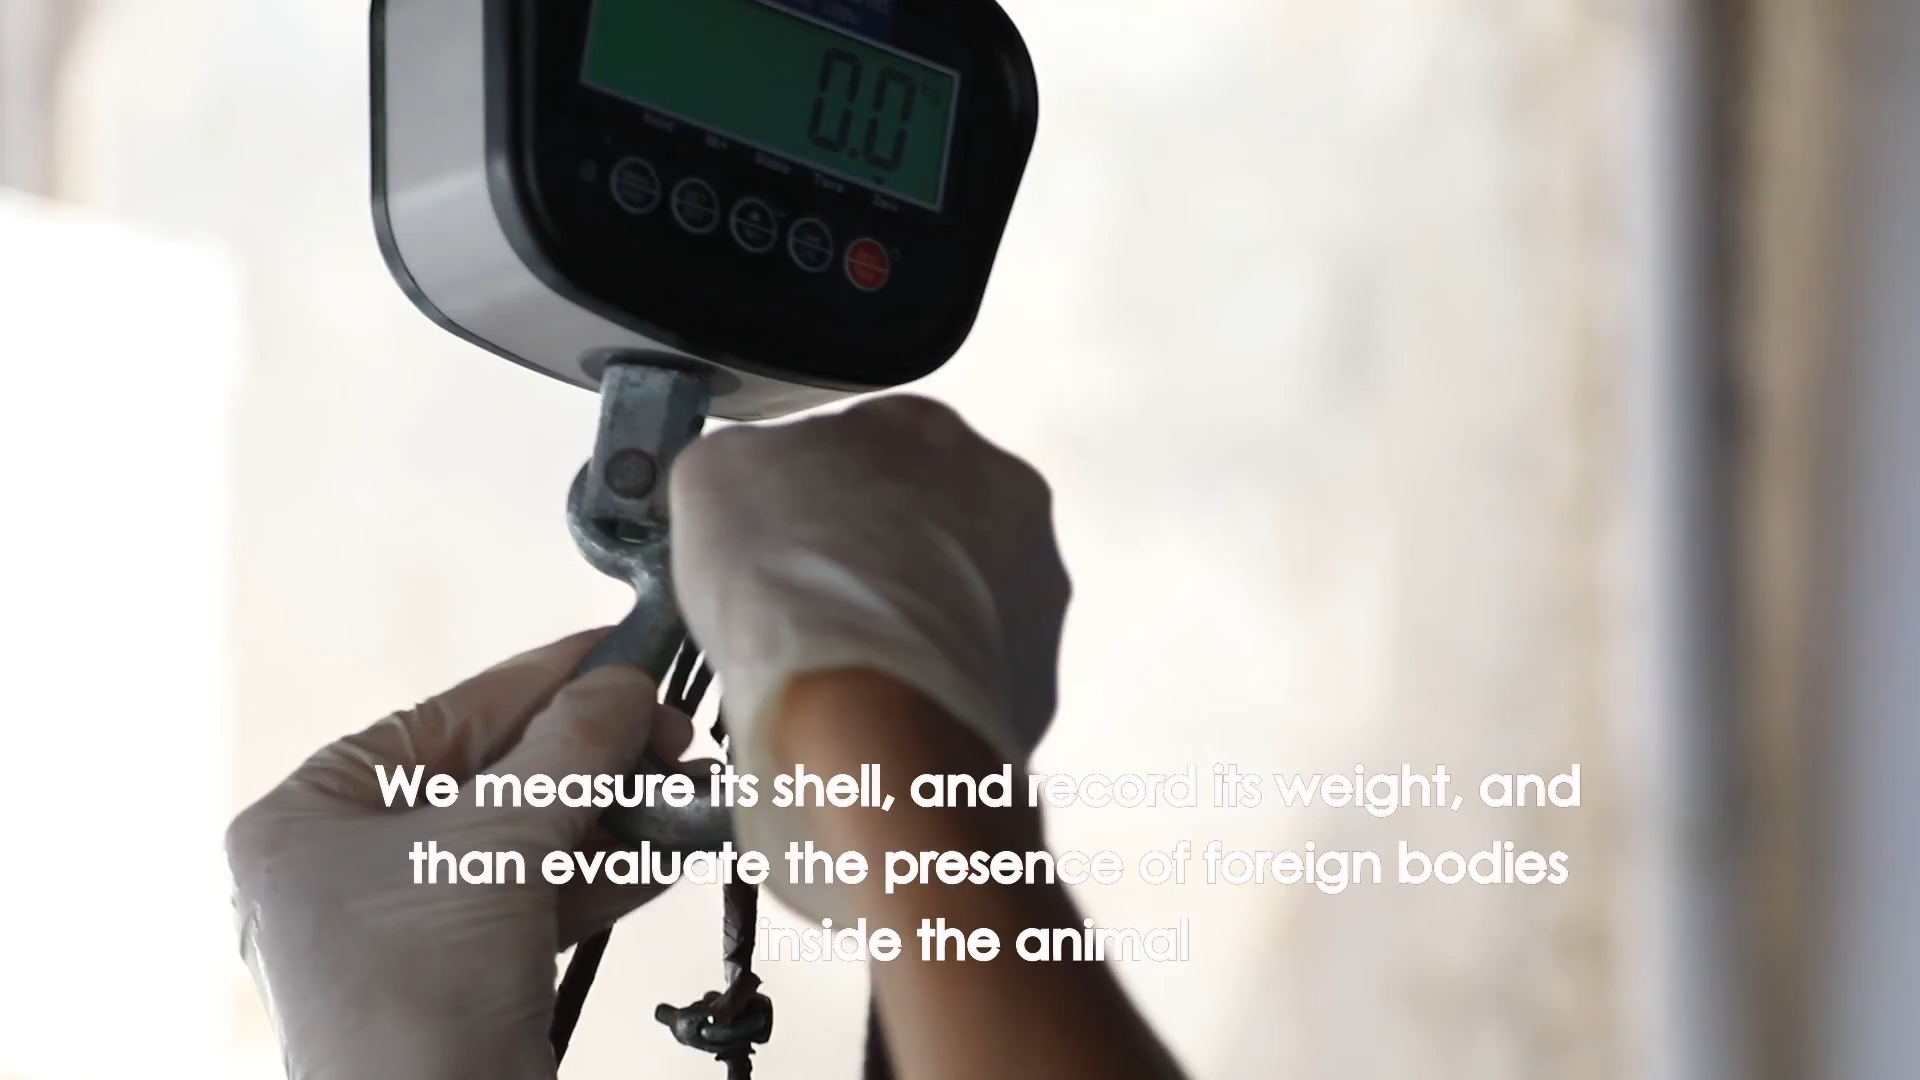 0.0
Zero
We measure its shell, and record its weight, and
than evaluate the presence of foreign bodies
inside the animal